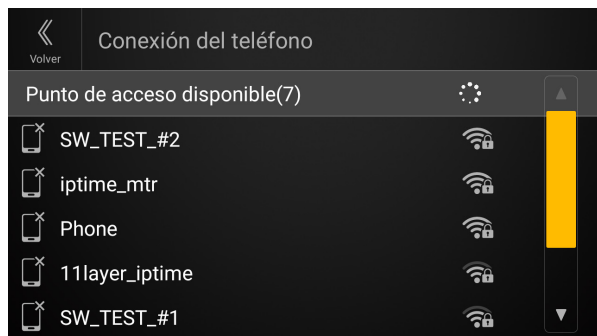 Volver
Conexión del teléfono
Punto de acceso disponible(7)
SW_TEST_#2
iptime_mtr
Phone
11layer_iptime
SW_TEST_#1